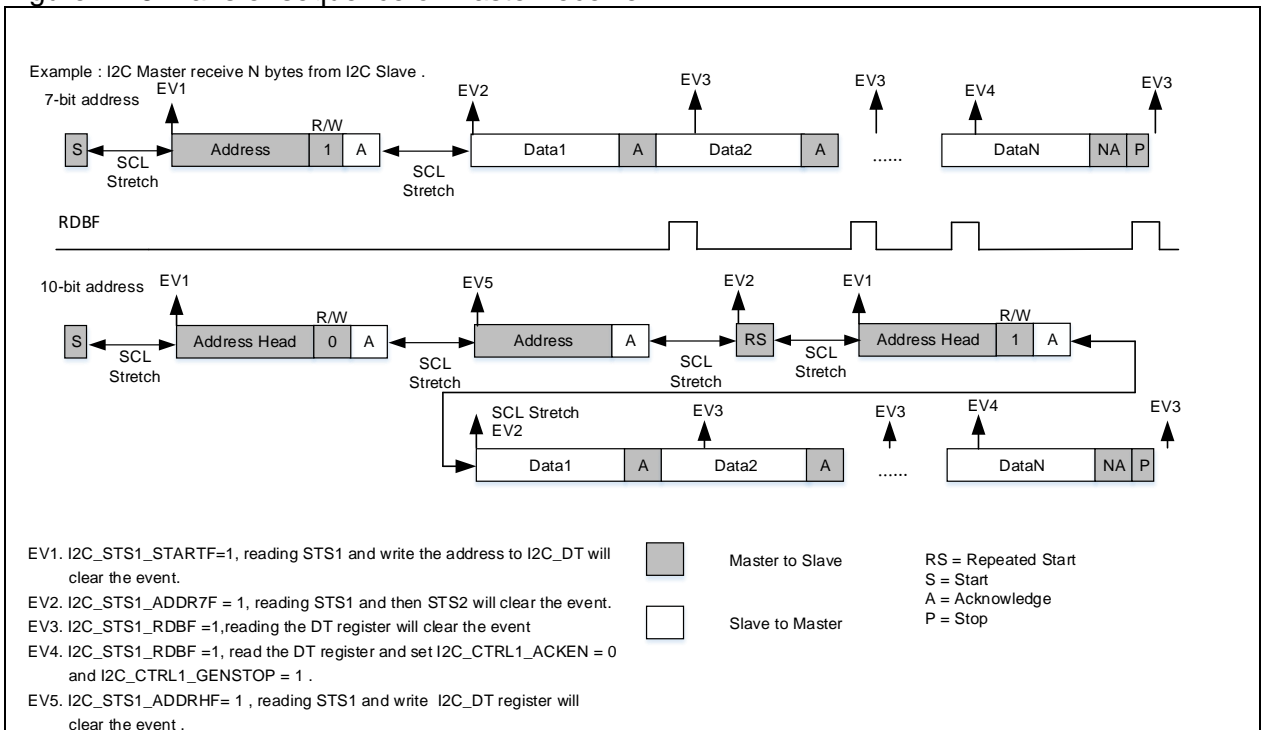 Example : I2C Master receive N bytes from I2C Slave .
7-bit address
EV1
EV2
EV3
EV3
EV4
EV3
R/W
S
Address
1
A
Data1
A
Data2
A
......
DataN
NA
P
SCL
Stretch
SCL
Stretch
RDBF
10-bit address
EV1
EV5
EV2
EV1
R/W
R/W
S
Address Head
0
A
Address
A
RS
Address Head
1
A
SCL
Stretch
SCL
Stretch
SCL
Stretch
SCL
Stretch
SCL Stretch
EV2
EV3
EV3
EV4
EV3
Data1
A
Data2
A
......
DataN
NA
P
EV1. I2C_STS1_STARTF=1, reading STS1 and write the address to I2C_DT will
clear the event.
EV2. I2C_STS1_ADDR7F = 1, reading STS1 and then STS2 will clear the event.
EV3. I2C_STS1_RDBF =1,reading the DT register will clear the event
EV4. I2C_STS1_RDBF =1, read the DT register and set I2C_CTRL1_ACKEN = 0
and I2C_CTRL1_GENSTOP = 1 .
EV5. I2C_STS1_ADDRHF= 1 , reading STS1 and write I2C_DT register will
clear the event .
Master to Slave
Slave to Master
RS = Repeated Start
S = Start
A = Acknowledge
P = Stop